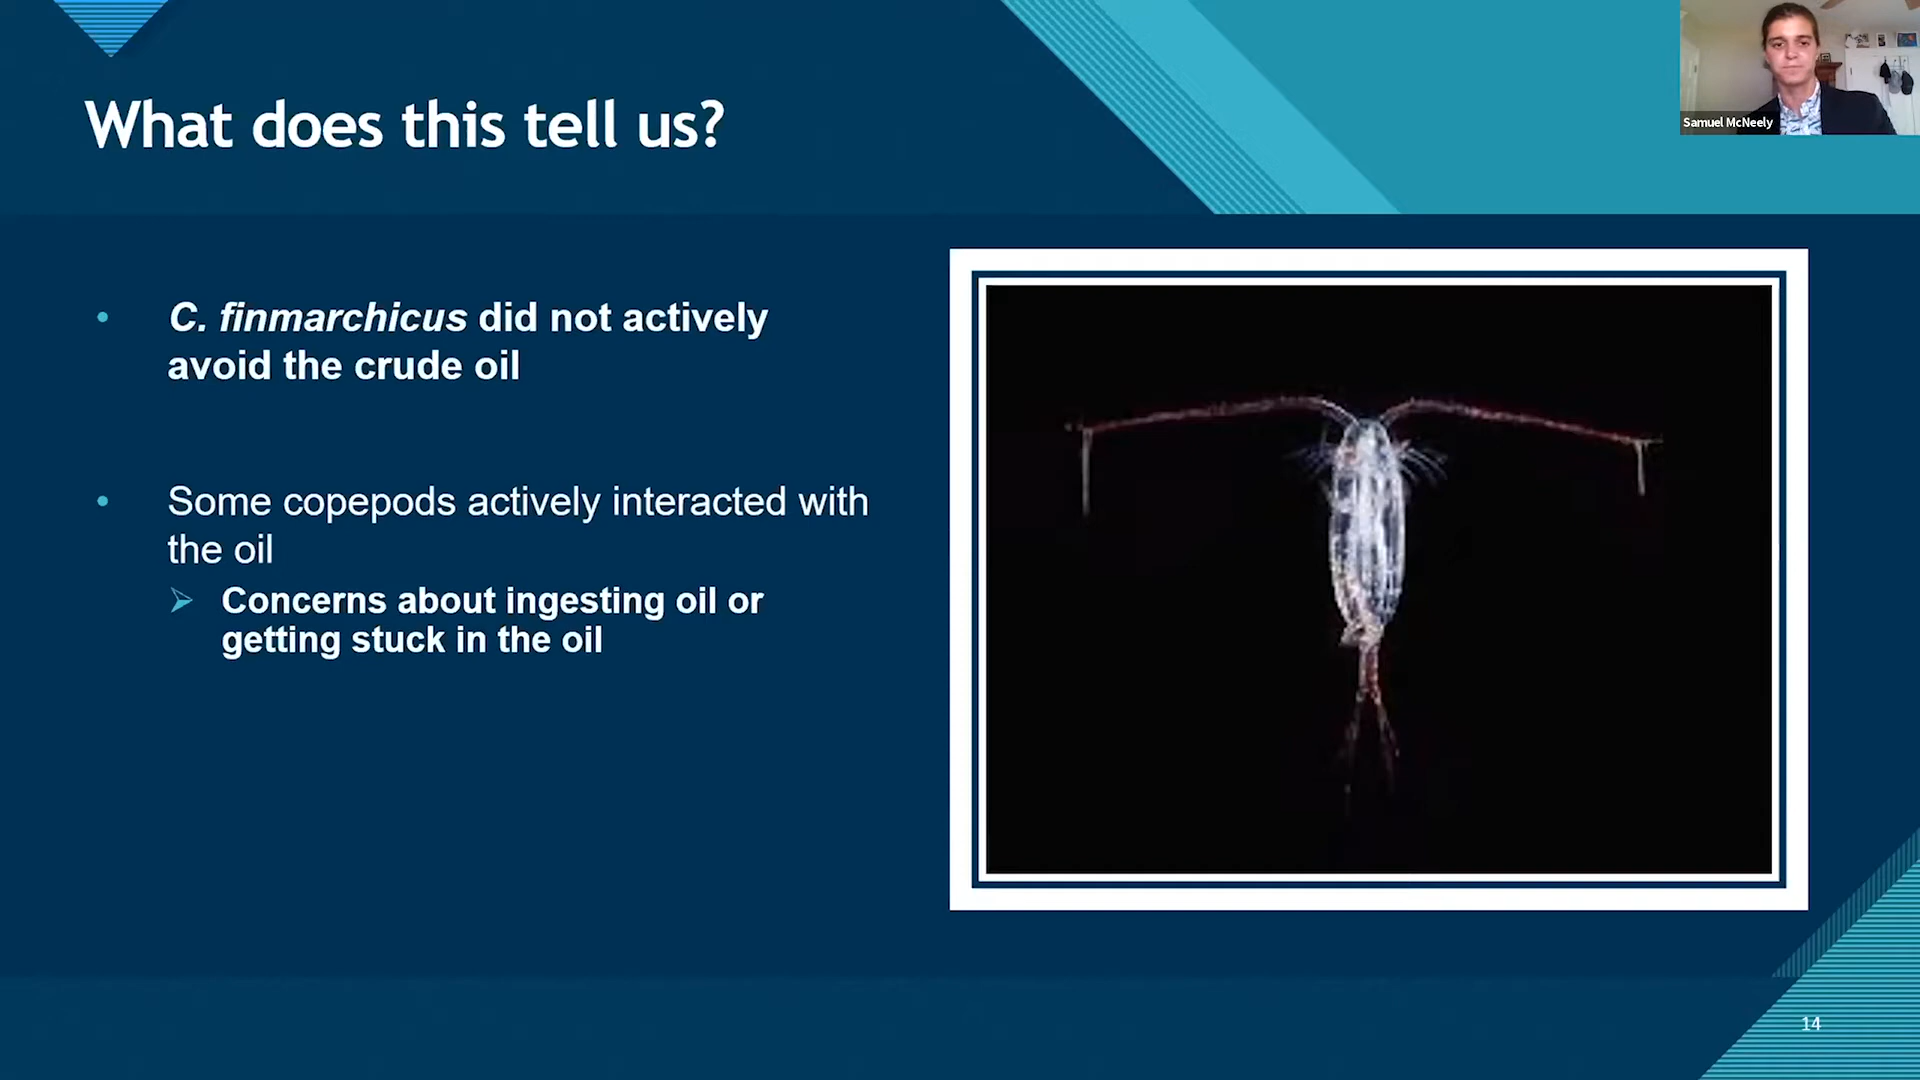 Samuel McNeely
What does this tell us?
• C. finmarchicus did not actively
avoid the crude oil
• Some copepods actively interacted with
the oil
➢ Concerns about ingesting oil or
getting stuck in the oil
14